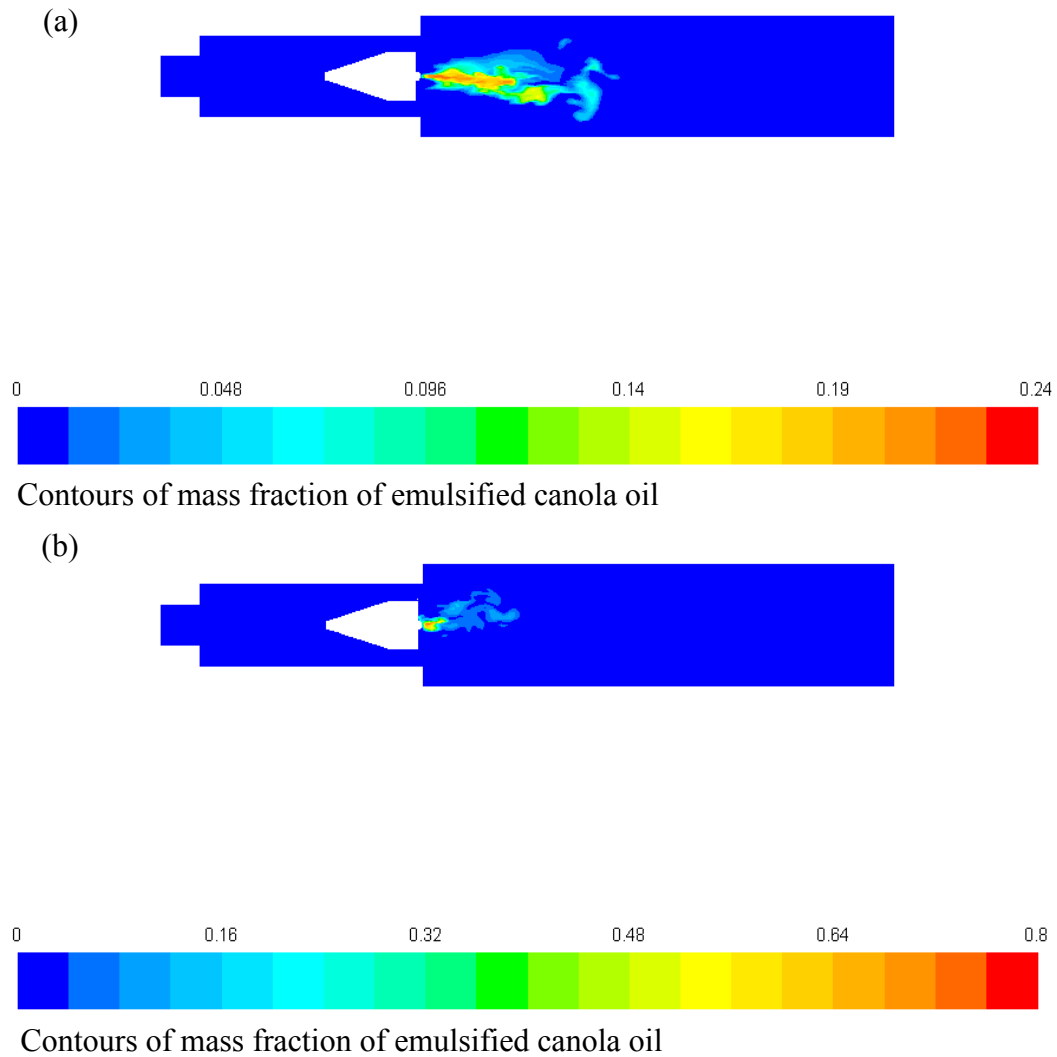 (a)
0 0.048 0.096 0.14 0.19 0.24
Contours of mass fraction of emulsified canola oil
(b)
0 0.16 0.32 0.48 0.64 0.8
Contours of mass fraction of emulsified canola oil